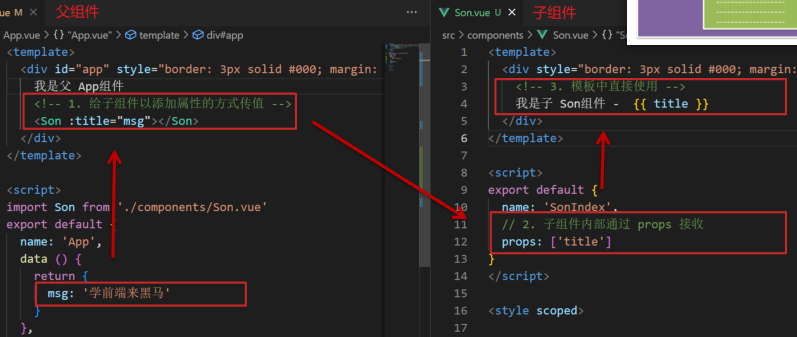 ue M
父组件
App.vue > {} "App.vue" > template > div#app
<template>
<div id="app" style="border: 3px solid #000; margin:
我是父 App组件
<!-- 1. 给子组件以添加属性的方式传值 -->
<Son :title="msg"></Son>
</div>
</template>
<script>
import Son from './components/Son.vue'
export default {
name: 'App',
data () {
return {
msg: '学前端来黑马'
}
},
Son.vue U
子组件
src > components > Son.vue > {} "So
1 <template>
2 <div style="border: 3px solid #000; margin:
3 <!-- 3. 模板中直接使用 -->
4 我是子 Son组件 - {{ title }}
5 </div>
6 </template>
7
8 <script>
9 export default {
10 name: 'SonIndex',
11 // 2. 子组件内部通过 props 接收
12 props: ['title']
13 }
14 </script>
15
16 <style scoped>
17